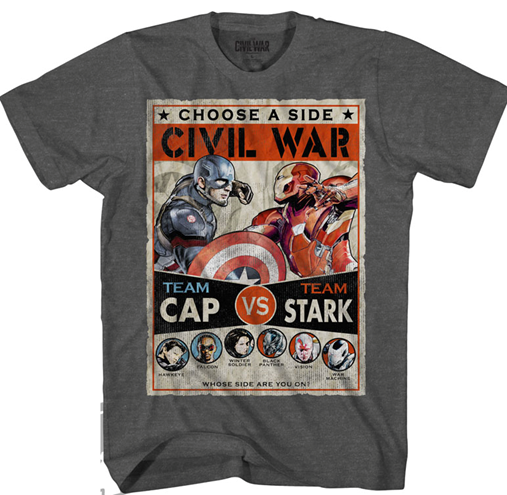 CIVIL WAR
★ CHOOSE A SIDE ★
CIVIL WAR
TEAM TEAM
CAP VS STARK
HAWKEYE FALCON WINTER SOLDIER BLACK PANTHER VISION WAR MACHINE
WHOSE SIDE ARE YOU ON?